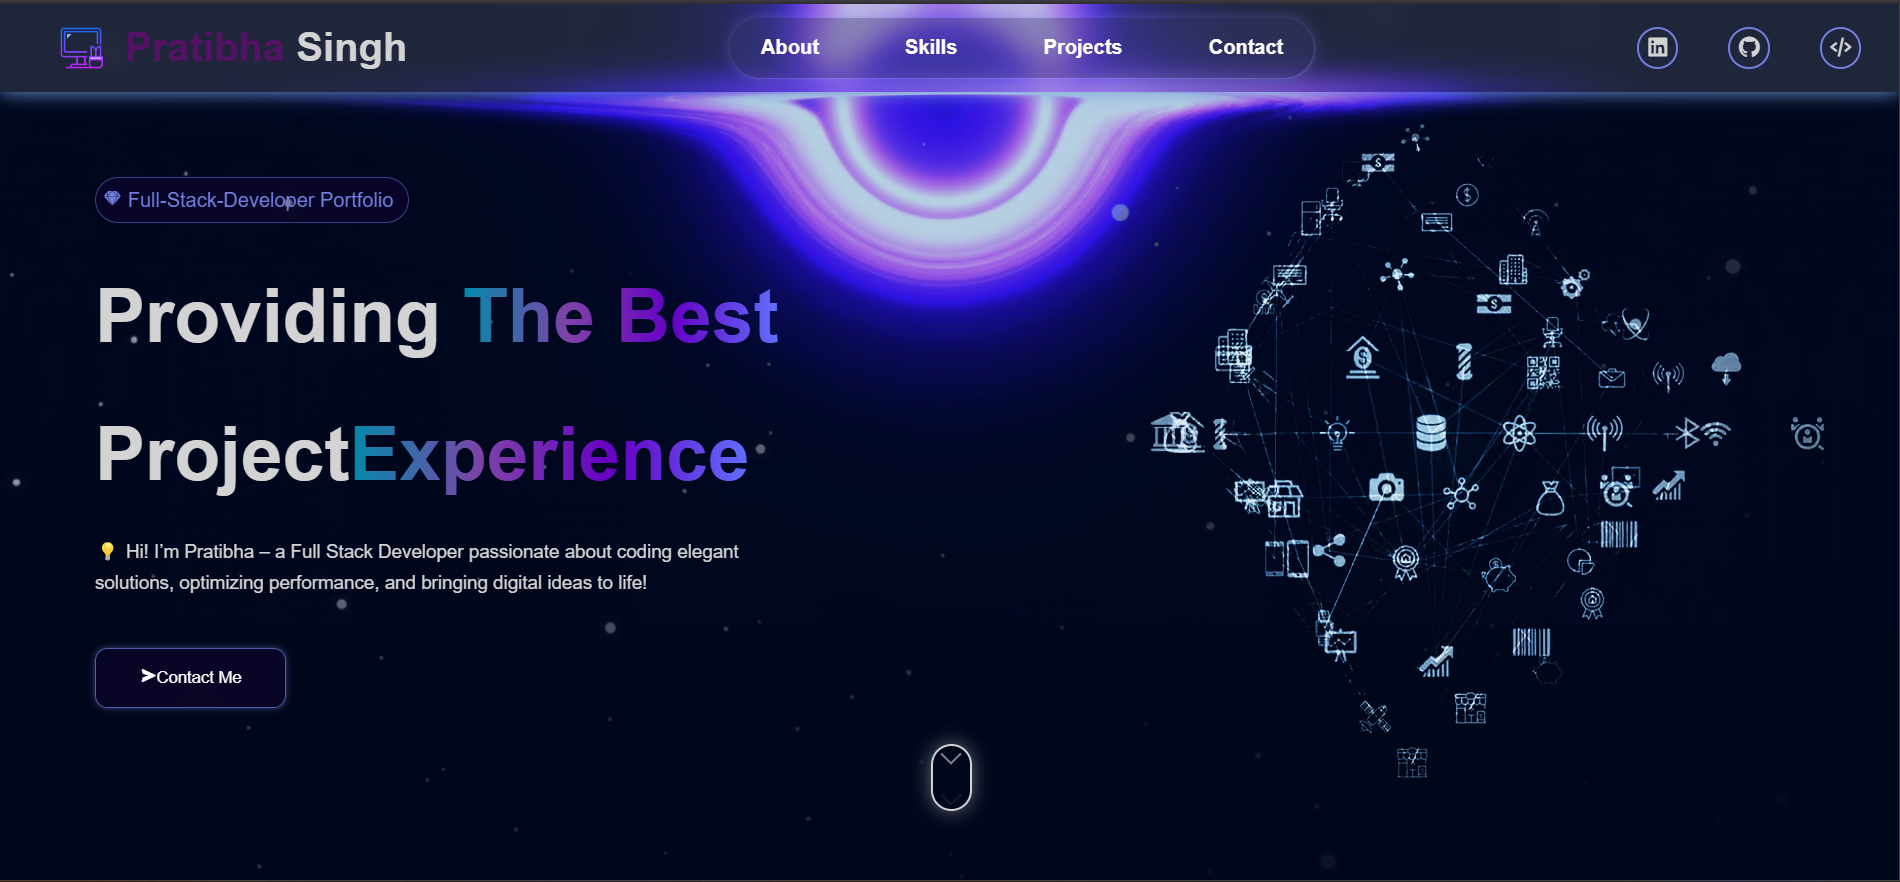 Pratibha Singh
About Skills Projects Contact
Full-Stack-Developer Portfolio
Providing The Best
ProjectExperience
💡 Hi! I’m Pratibha – a Full Stack Developer passionate about coding elegant
solutions, optimizing performance, and bringing digital ideas to life!
Contact Me